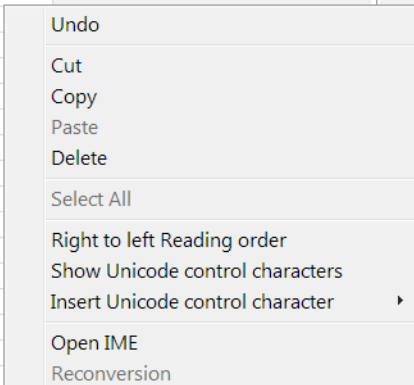 Undo
Cut
Copy
Paste
Delete
Select All
Right to left Reading order
Show Unicode control characters
Insert Unicode control character
Open IME
Reconversion